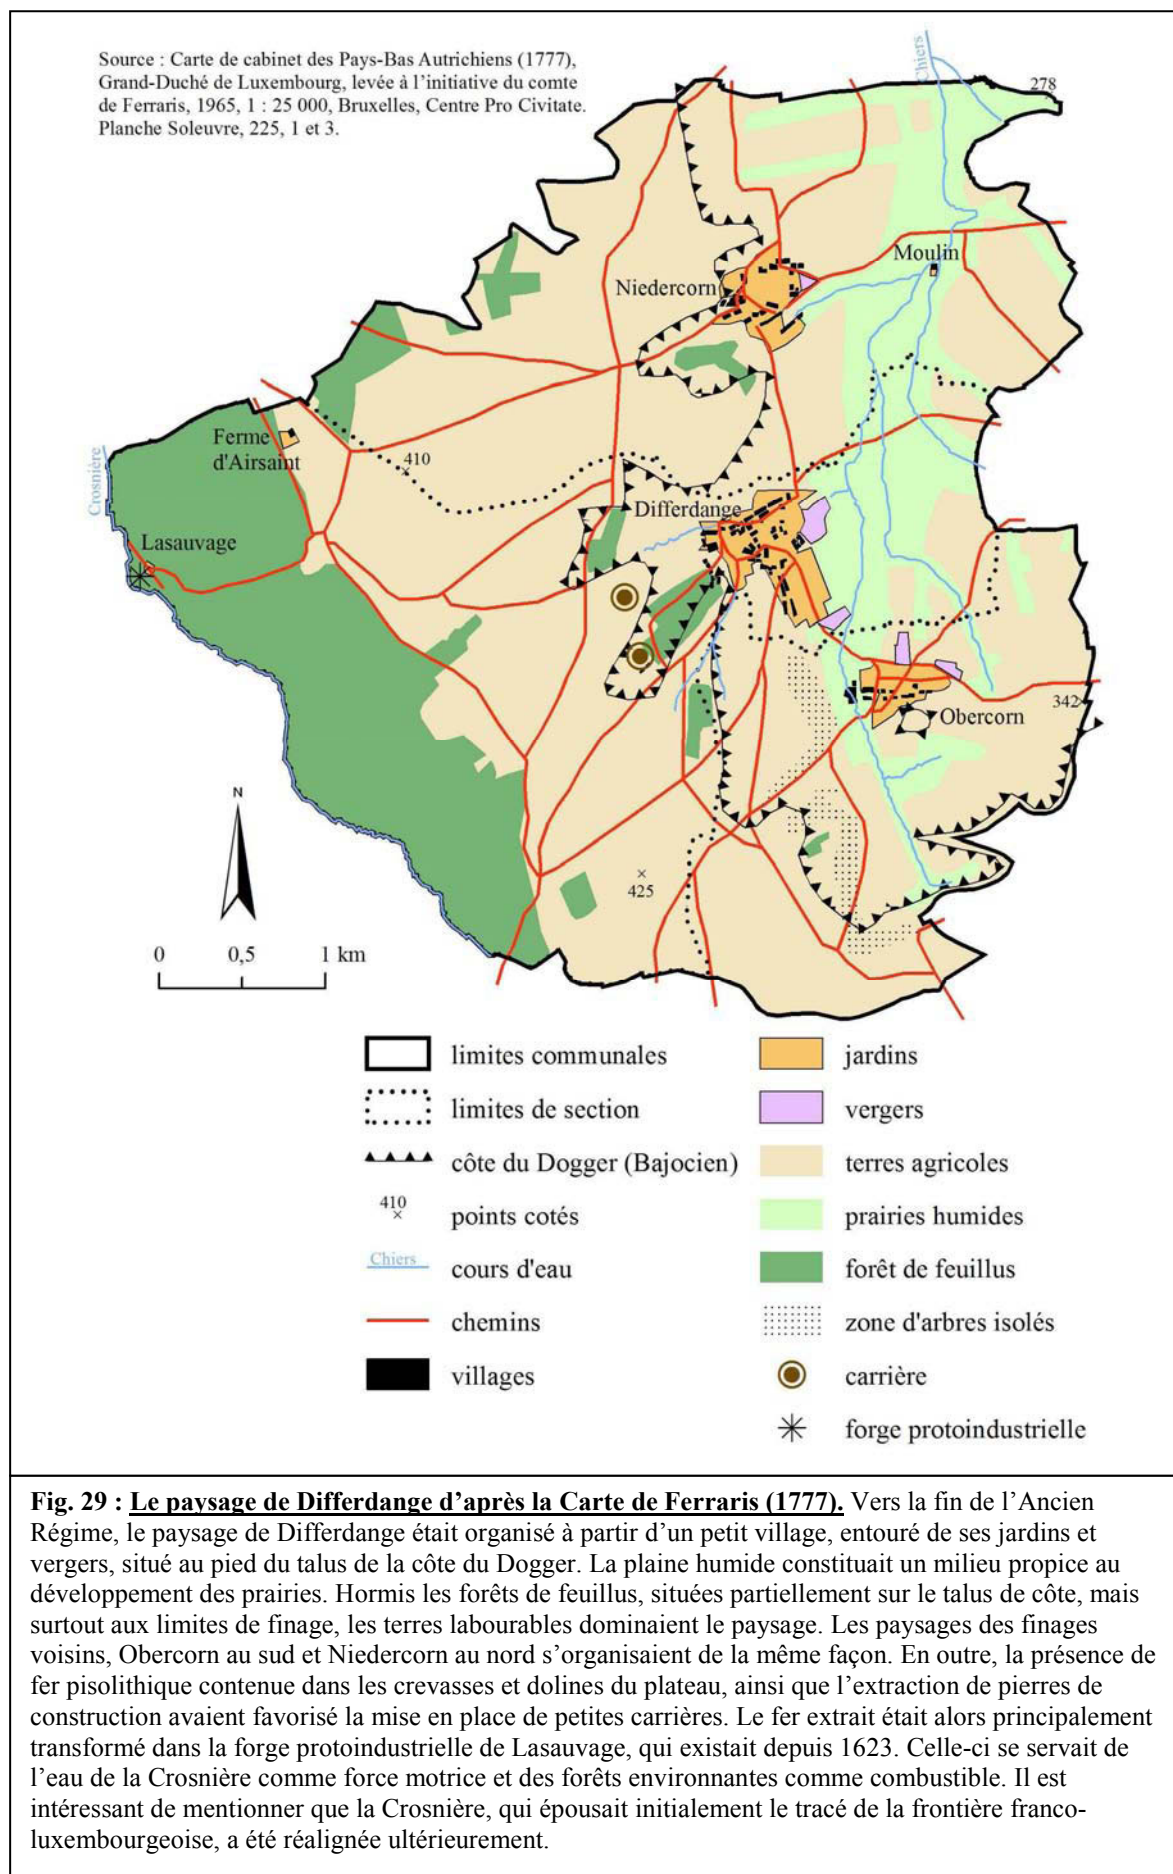 Source : Carte de cabinet des Pays-Bas Autrichiens (1777),
Grand-Duché de Luxembourg, levée à l'initiative du comte
de Ferraris, 1965, 1 : 25 000, Bruxelles, Centre Pro Civitate.
Planche Soleuvre, 225, 1 et 3.
Chiers
278
Moulin
Niedercorn
Ferme
d'Airsaint
410
Crosnière
Differdange
Lasauvage
342
Obercorn
N
425
0 0,5 1 km
limites communales
limites de section
côte du Dogger (Bajocien)
410
points cotés
Chiers
cours d'eau
chemins
villages
jardins
vergers
terres agricoles
prairies humides
forêt de feuillus
zone d'arbres isolés
carrière
forge protoindustrielle
Fig. 29 : Le paysage de Differdange d'après la Carte de Ferraris (1777). Vers la fin de l'Ancien
Régime, le paysage de Differdange était organisé à partir d'un petit village, entouré de ses jardins et
vergers, situé au pied du talus de la côte du Dogger. La plaine humide constituait un milieu propice au
développement des prairies. Hormis les forêts de feuillus, situées partiellement sur le talus de côte, mais
surtout aux limites de finage, les terres labourables dominaient le paysage. Les paysages des finages
voisins, Obercorn au sud et Niedercorn au nord s'organisaient de la même façon. En outre, la présence de
fer pisolithique contenue dans les crevasses et dolines du plateau, ainsi que l'extraction de pierres de
construction avaient favorisé la mise en place de petites carrières. Le fer extrait était alors principalement
transformé dans la forge protoindustrielle de Lasauvage, qui existait depuis 1623. Celle-ci se servait de
l'eau de la Crosnière comme force motrice et des forêts environnantes comme combustible. Il est
intéressant de mentionner que la Crosnière, qui épousait initialement le tracé de la frontière franco-
luxembourgeoise, a été réalignée ultérieurement.